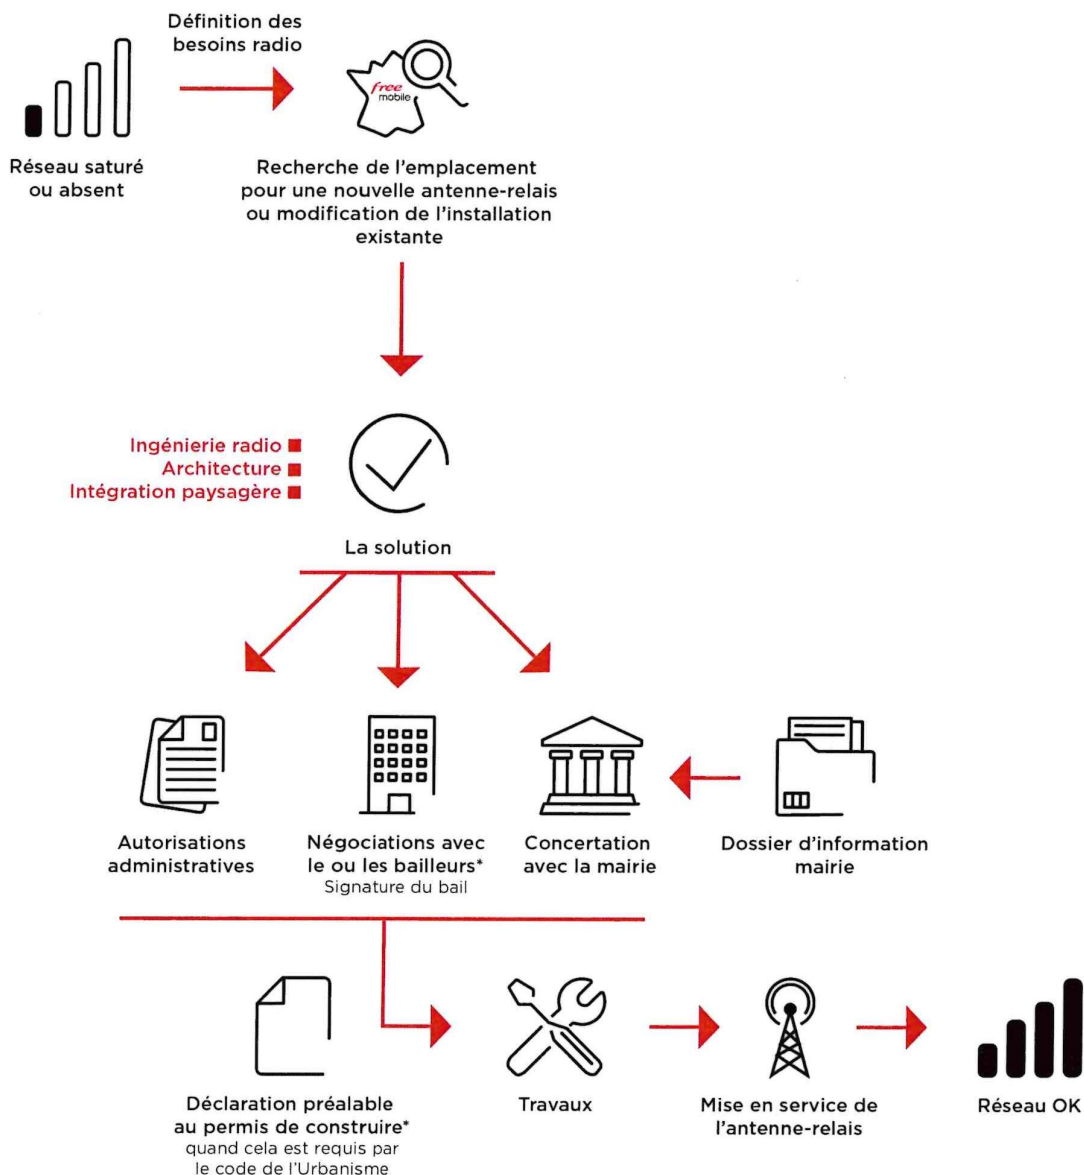 Définition des
besoins radio
free
mobile
Réseau saturé
ou absent
Recherche de l'emplacement
pour une nouvelle antenne-relais
ou modification de l'installation
existante
Ingénierie radio
Architecture
Intégration paysagère
La solution
Autorisations
administratives
Négociations avec
le ou les bailleurs*
Signature du bail
Concertation
avec la mairie
Dossier d'information
mairie
Déclaration préalable
au permis de construire*
quand cela est requis par
le code de l'Urbanisme
Travaux
Mise en service de
l'antenne-relais
Réseau OK